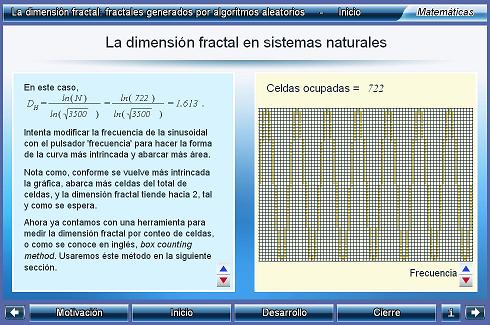 La dimensión fractal: fractales generados por algoritmos aleatorios - Inicio Matemáticas
La dimensión fractal en sistemas naturales
En este caso,
D_H = ln( N ) / ln( √3500 ) = ln( 722 ) / ln( √3500 ) = 1.613 .
Intenta modificar la frecuencia de la sinusoidal
con el pulsador 'frecuencia' para hacer la forma
de la curva más intrincada y abarcar más área.
Nota como, conforme se vuelve más intrincada
la gráfica, abarca más celdas del total de
celdas, y la dimensión fractal tiende hacia 2, tal
y como se espera.
Ahora ya contamos con una herramienta para
medir la dimensión fractal por conteo de celdas,
o como se conoce en inglés, box counting
method. Usaremos éste método en la siguiente
sección.
Celdas ocupadas = 722
Frecuencia
Motivación Inicio Desarrollo Cierre i